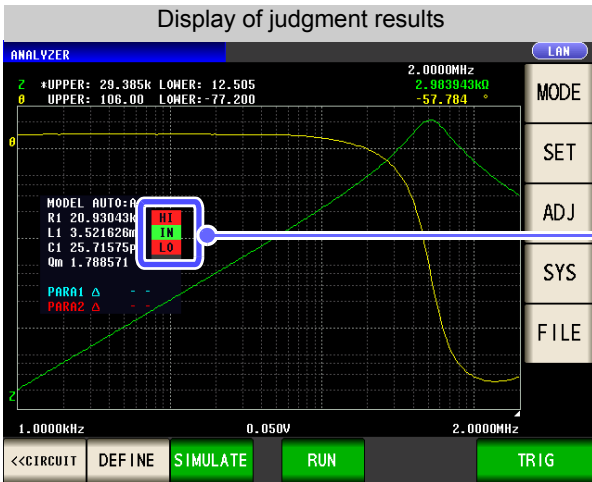 Display of judgment results
ANALYZER
LAN
2.0000MHz
Z *UPPER: 29.385k LOWER: 12.505 2.983943kΩ
θ UPPER: 106.00 LOWER:-77.200 -57.784 °
MODE
θ
SET
MODEL AUTO:A
R1 20.93043k HI
ADJ
L1 3.521626m IN
C1 25.71575p LO
Qm 1.788571
SYS
PARA1 Δ - -
PARA2 Δ - -
FILE
Z
1.0000kHz 0.050V 2.0000MHz
<<CIRCUIT DEFINE SIMULATE RUN TRIG